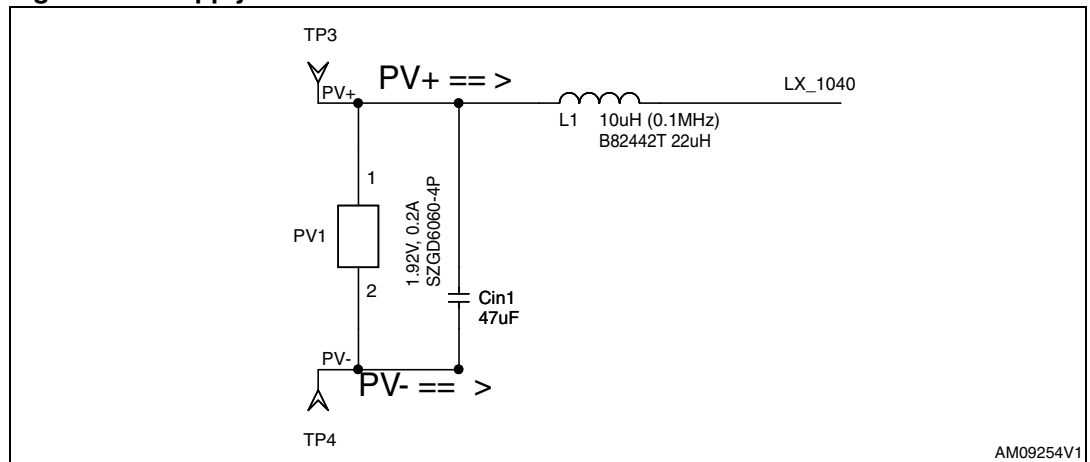 TP3
PV+ == >
PV+
LX_1040
L1
10uH (0.1MHz)
B82442T 22uH
1
PV1
1.92V, 0.2A
SZGD6060-4P
2
Cin1
47uF
PV-
PV- == >
TP4
AM09254V1